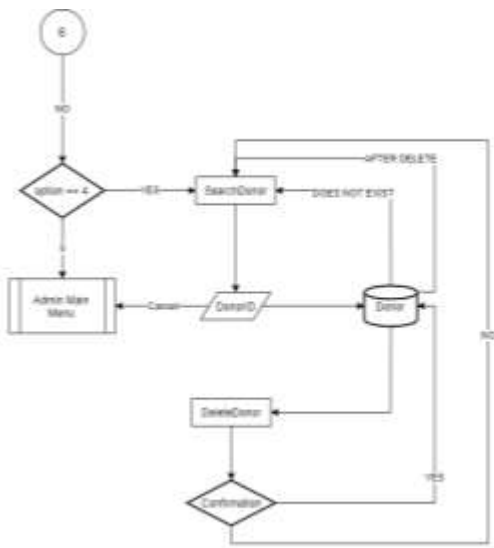 6
NO
AFTER DELETE
option == 4
YES
SearchDonor
DOES NOT EXIST
Admin Main
Menu
Cancel
DonorID
Donor
NO
DeleteDonor
YES
Confirmation